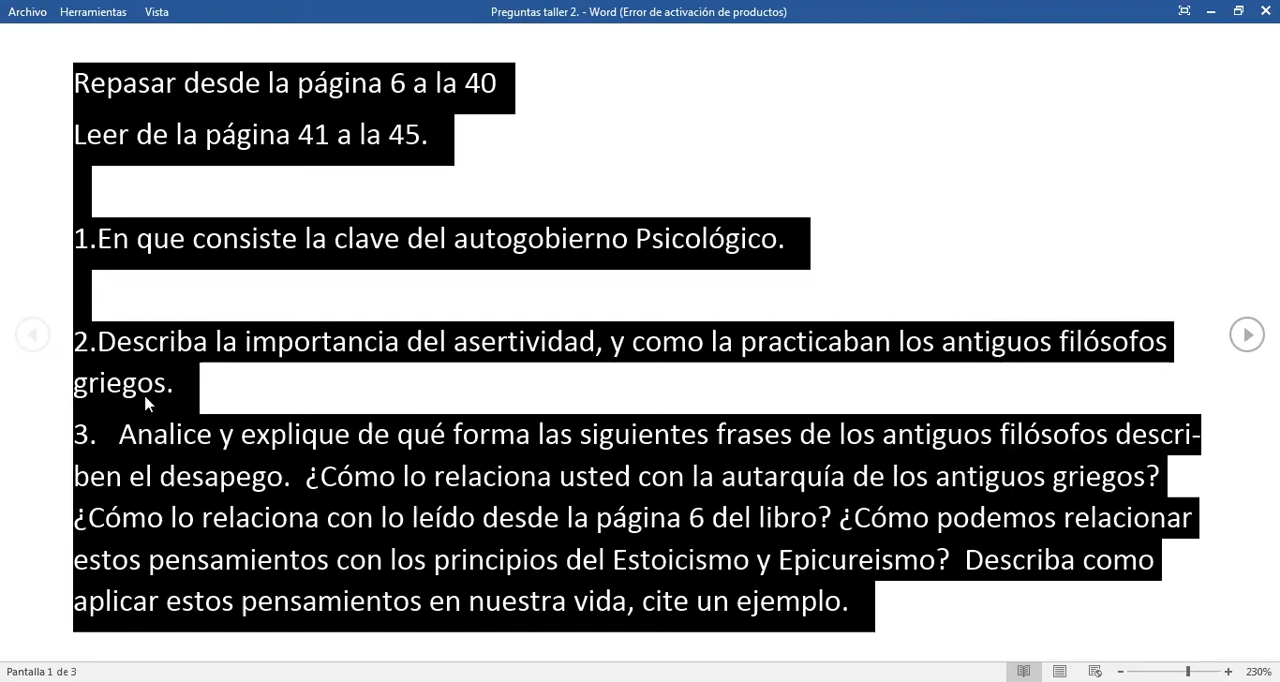 Archivo Herramientas Vista Preguntas taller 2. - Word (Error de activación de productos)
Repasar desde la página 6 a la 40
Leer de la página 41 a la 45.
1.En que consiste la clave del autogobierno Psicológico.
2.Describa la importancia del asertividad, y como la practicaban los antiguos filósofos
griegos.
3. Analice y explique de qué forma las siguientes frases de los antiguos filósofos descri-
ben el desapego. ¿Cómo lo relaciona usted con la autarquía de los antiguos griegos?
¿Cómo lo relaciona con lo leído desde la página 6 del libro? ¿Cómo podemos relacionar
estos pensamientos con los principios del Estoicismo y Epicureismo? Describa como
aplicar estos pensamientos en nuestra vida, cite un ejemplo.
Pantalla 1 de 3 230%